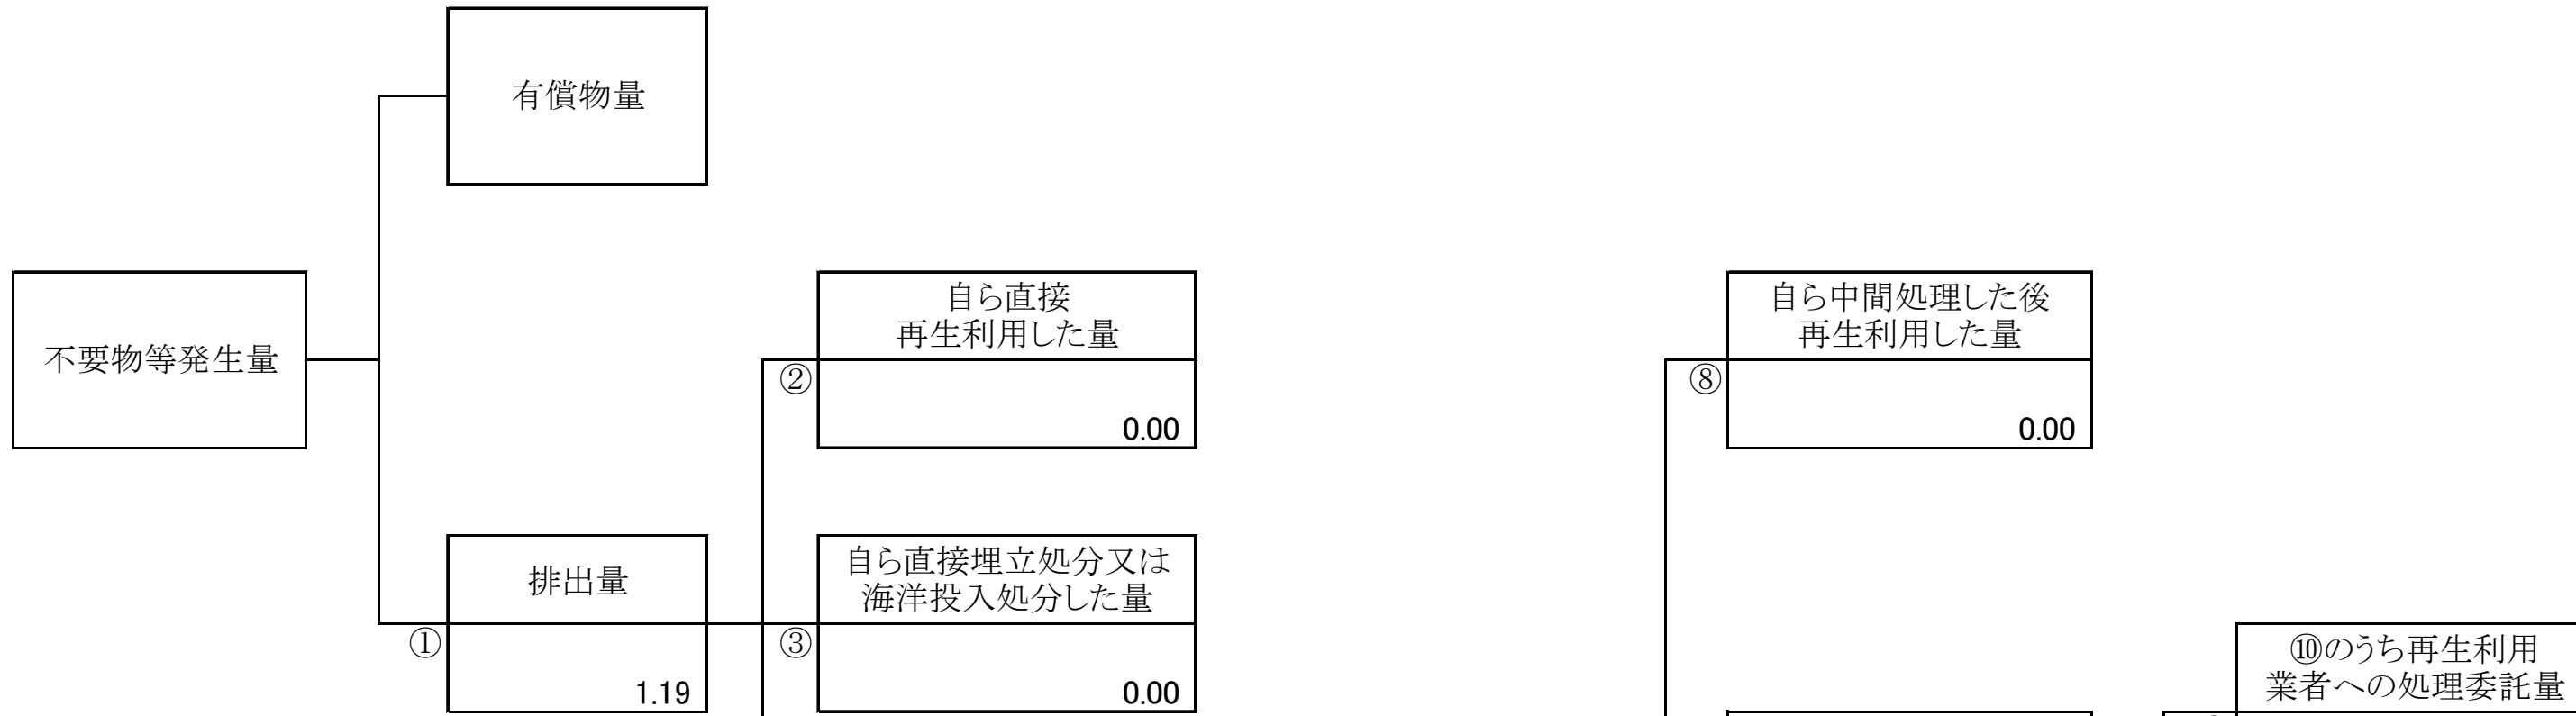 有償物量
不要物等発生量
自ら直接
再生利用した量
②
0.00
自ら中間処理した後
再生利用した量
⑧
0.00
排出量
①
1.19
自ら直接埋立処分又は
海洋投入処分した量
③
0.00
⑩のうち再生利用
業者への処理委託量